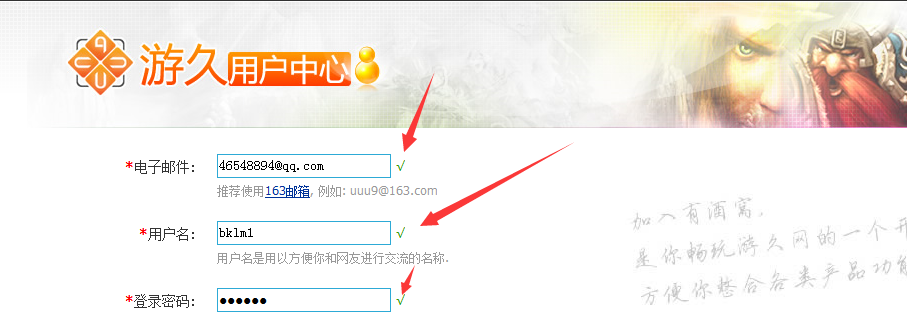 游久用户中心
*电子邮件: 46548894@qq.com √
推荐使用163邮箱, 例如: uuu9@163.com
*用户名: bklm1 √
用户名是用以方便你和网友进行交流的名称.
*登录密码: ●●●●●● √
加入有酒窝,
是你畅玩游久网的一个开
方便你整合各类产品功能